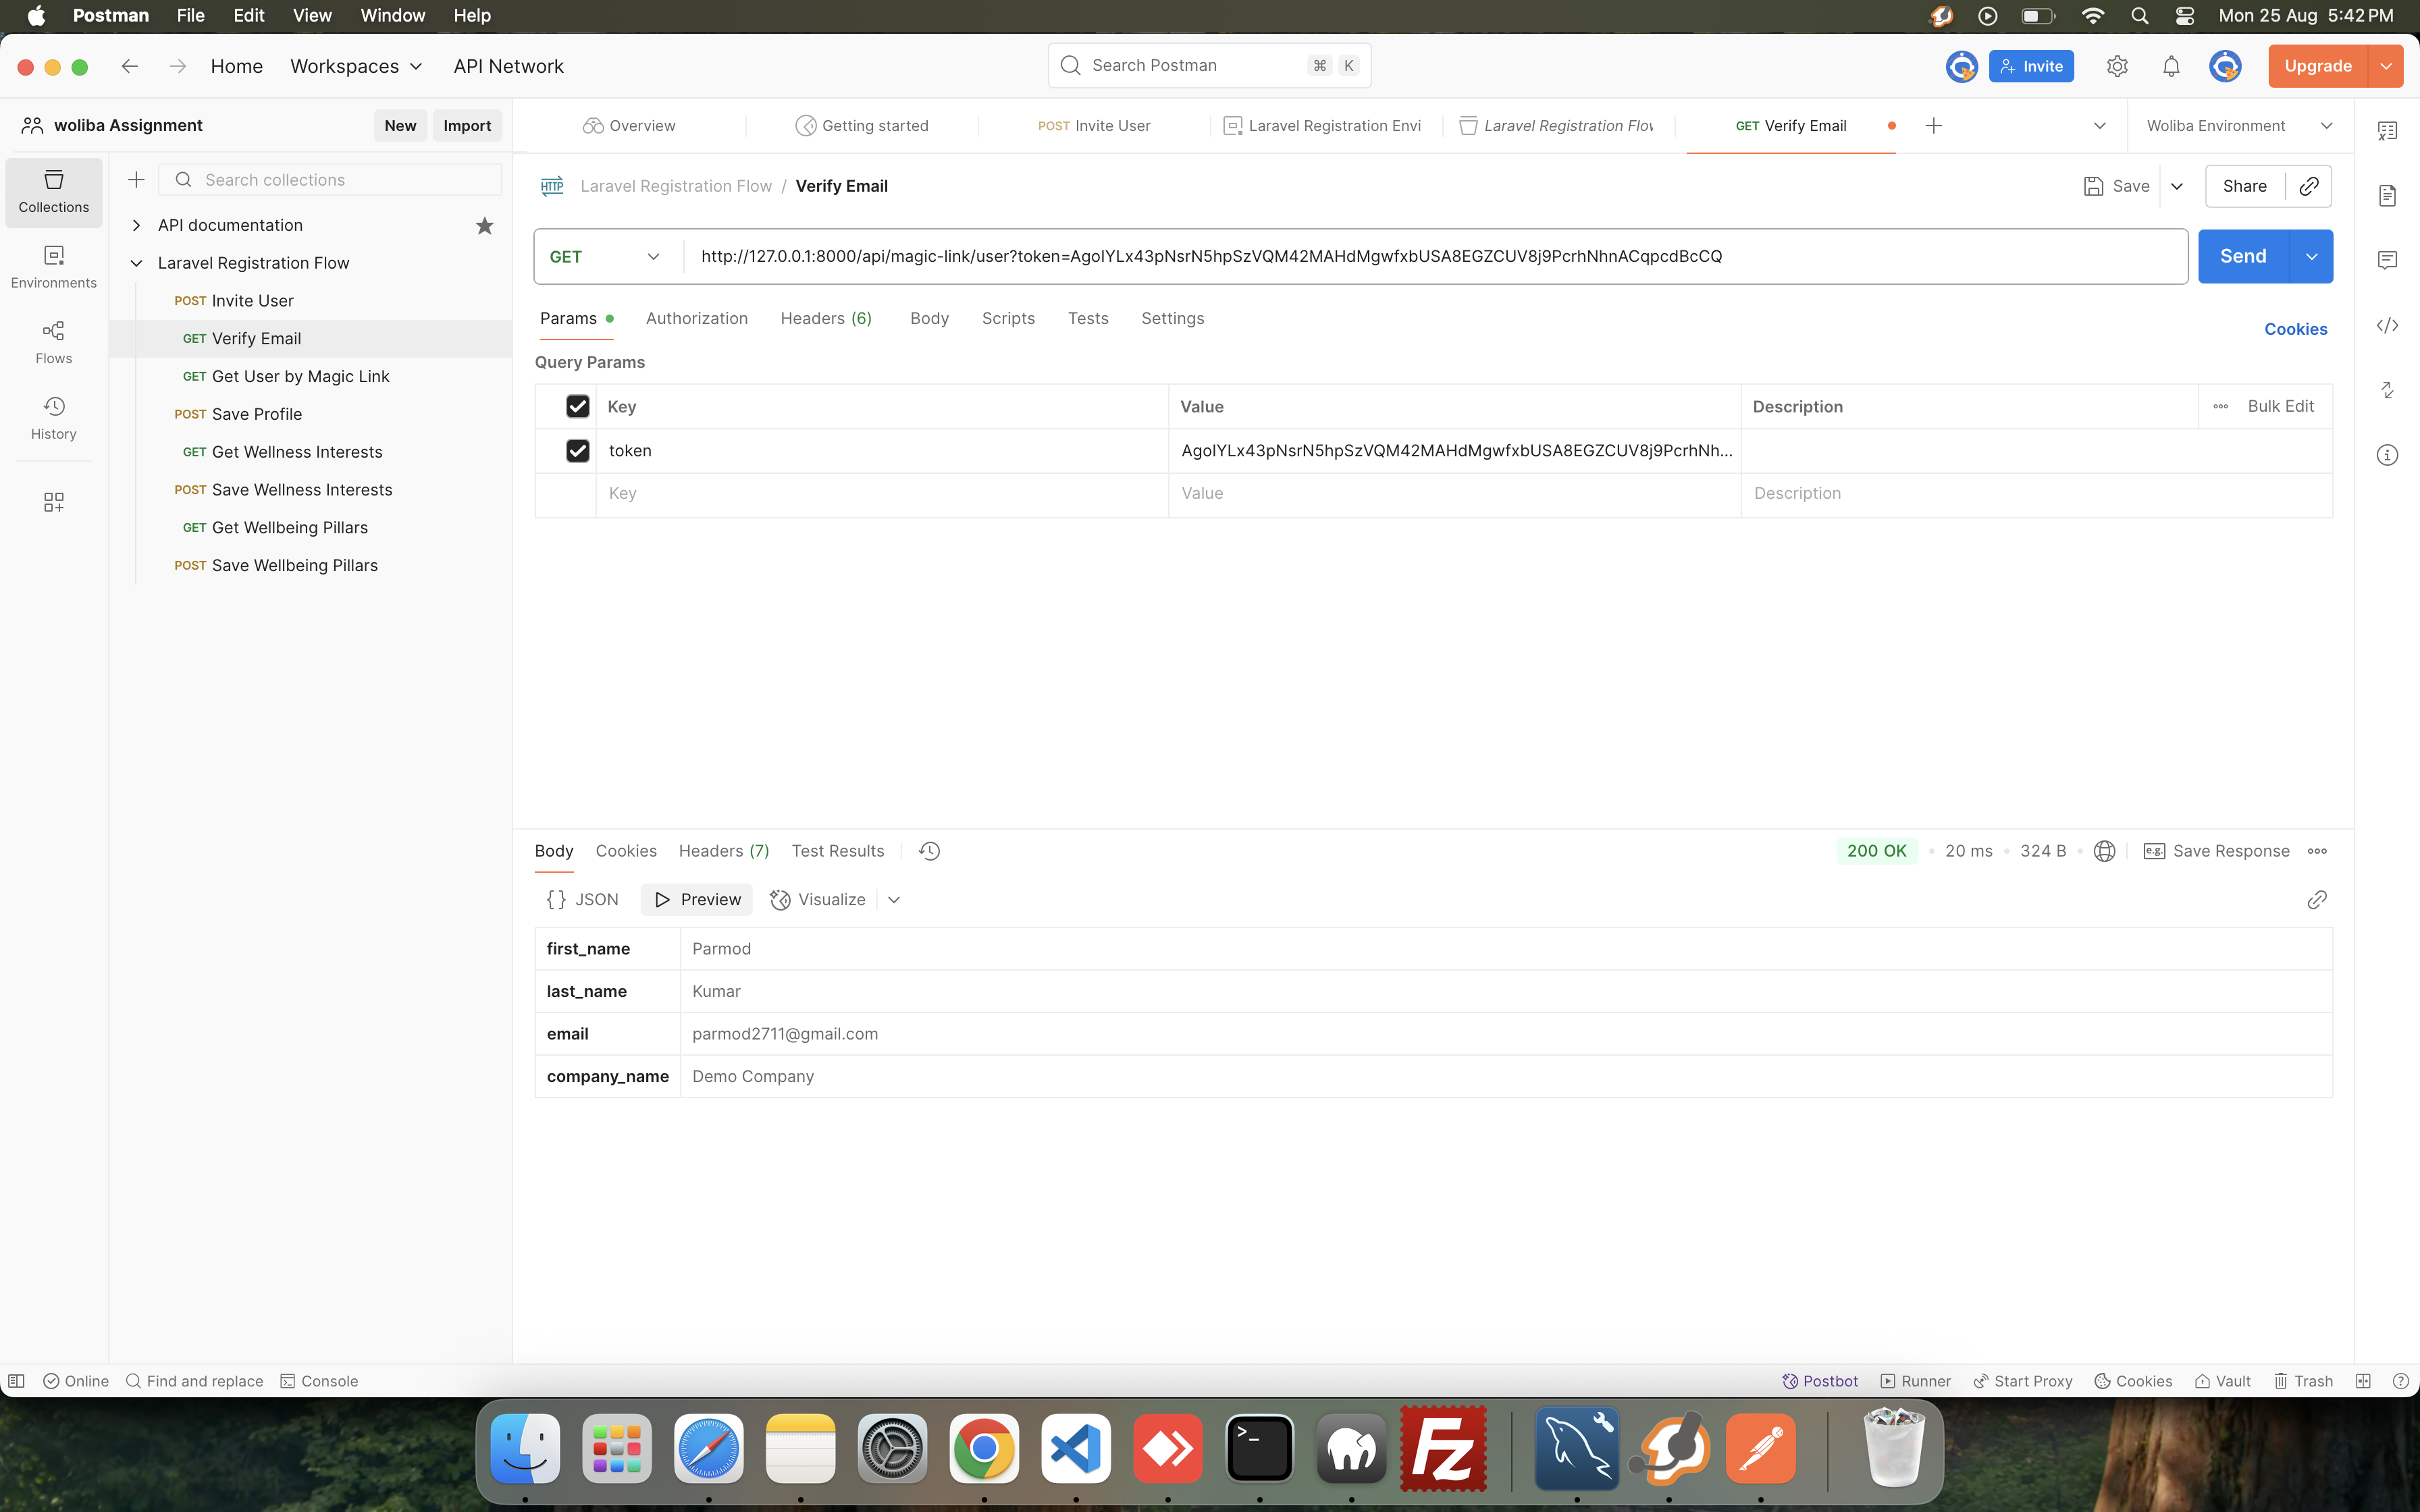 Postman File Edit View Window Help Mon 25 Aug 5:42 PM
Home Workspaces API Network Search Postman ⌘ K Invite Upgrade
woliba Assignment New Import Overview Getting started POST Invite User Laravel Registration Envi Laravel Registration Flov GET Verify Email Woliba Environment
Collections
Environments
Flows
History
Search collections
API documentation
Laravel Registration Flow
POST Invite User
GET Verify Email
GET Get User by Magic Link
POST Save Profile
GET Get Wellness Interests
POST Save Wellness Interests
GET Get Wellbeing Pillars
POST Save Wellbeing Pillars
HTTP Laravel Registration Flow / Verify Email Save Share
GET http://127.0.0.1:8000/api/magic-link/user?token=AgolYLx43pNsrN5hpSzVQM42MAHdMgwfxbUSA8EGZCUV8j9PcrhNhnACqpcdBcCQ Send
Params Authorization Headers (6) Body Scripts Tests Settings Cookies
Query Params
Key Value Description Bulk Edit
token AgolYLx43pNsrN5hpSzVQM42MAHdMgwfxbUSA8EGZCUV8j9PcrhNh...
Key Value Description
Body Cookies Headers (7) Test Results 200 OK 20 ms 324 B e.g. Save Response
{ } JSON Preview Visualize
first_name Parmod
last_name Kumar
email parmod2711@gmail.com
company_name Demo Company
Online Find and replace Console Postbot Runner Start Proxy Cookies Vault Trash
>_ Fz